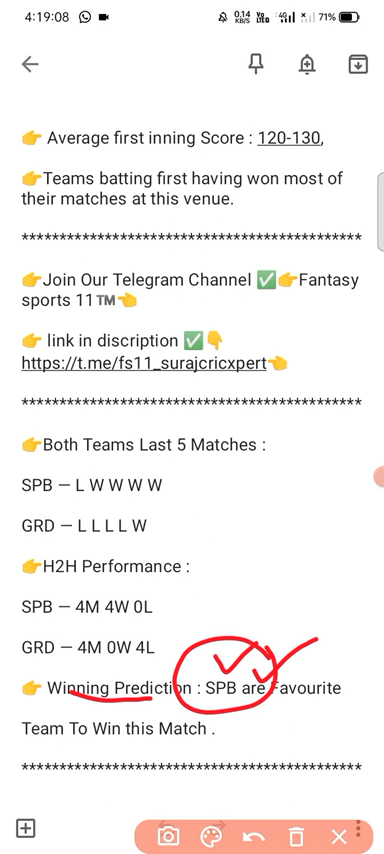 4:19:08 0.14 KB/S Vo LTED 4G 71%
👉 Average first inning Score : 120-130,
👉Teams batting first having won most of
their matches at this venue.
*********************************************
👉Join Our Telegram Channel ✅👉Fantasy
sports 11™️👈
👉 link in discription ✅👇
https://t.me/fs11_surajcricxpert👈
*********************************************
👉Both Teams Last 5 Matches :
SPB — L W W W W
GRD — L L L L W
👉H2H Performance :
SPB — 4M 4W 0L
GRD — 4M 0W 4L
👉 Winning Prediction : SPB are Favourite
Team To Win this Match .
*********************************************